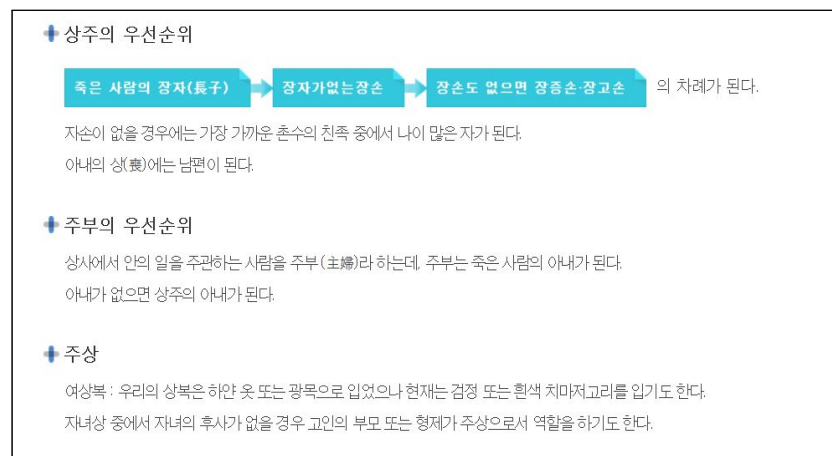 상주의 우선순위
죽은 사람의 장자(長子) 장자가없는장손 장손도 없으면 장증손·장고손 의 차례가 된다.
자손이 없을 경우에는 가장 가까운 촌수의 친족 중에서 나이 많은 자가 된다.
아내의 상(喪)에는 남편이 된다.
주부의 우선순위
상사에서 안의 일을 주관하는 사람을 주부(主婦)라 하는데, 주부는 죽은 사람의 아내가 된다.
아내가 없으면 상주의 아내가 된다.
주상
여상복 : 우리의 상복은 하얀 옷 또는 광목으로 입었으나 현재는 검정 또는 흰색 치마저고리를 입기도 한다.
자녀상 중에서 자녀의 후사가 없을 경우 고인의 부모 또는 형제가 주상으로서 역할을 하기도 한다.